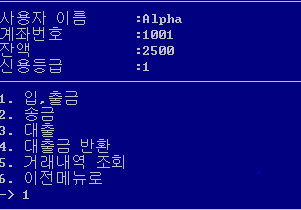 사용자 이름 :Alpha
계좌번호 :1001
잔액 :2500
신용등급 :1
1. 입,출금
2. 송금
3. 대출
4. 대출금 반환
5. 거래내역 조회
6. 이전메뉴로
-> 1